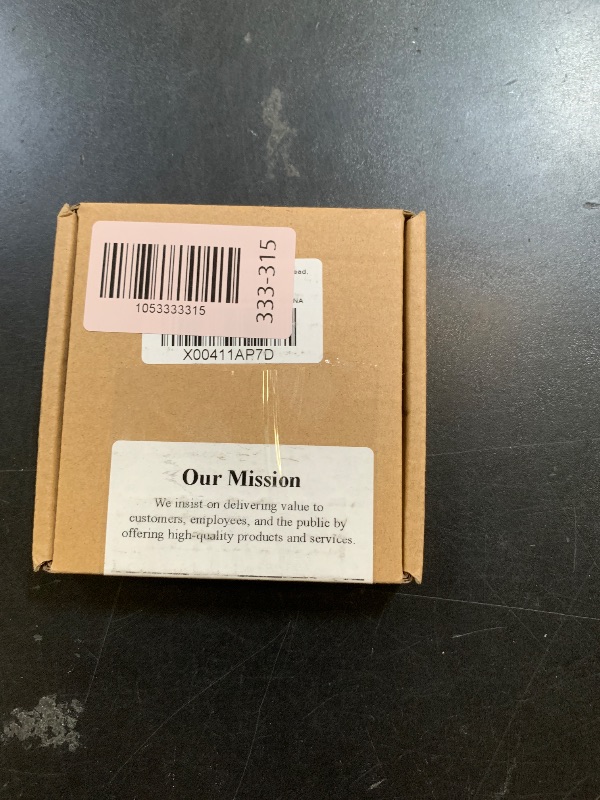 1053333315
333-315
NA
X00411AP7D
Our Mission
We insist on delivering value to
customers, employees, and the public by
offering high-quality products and services.